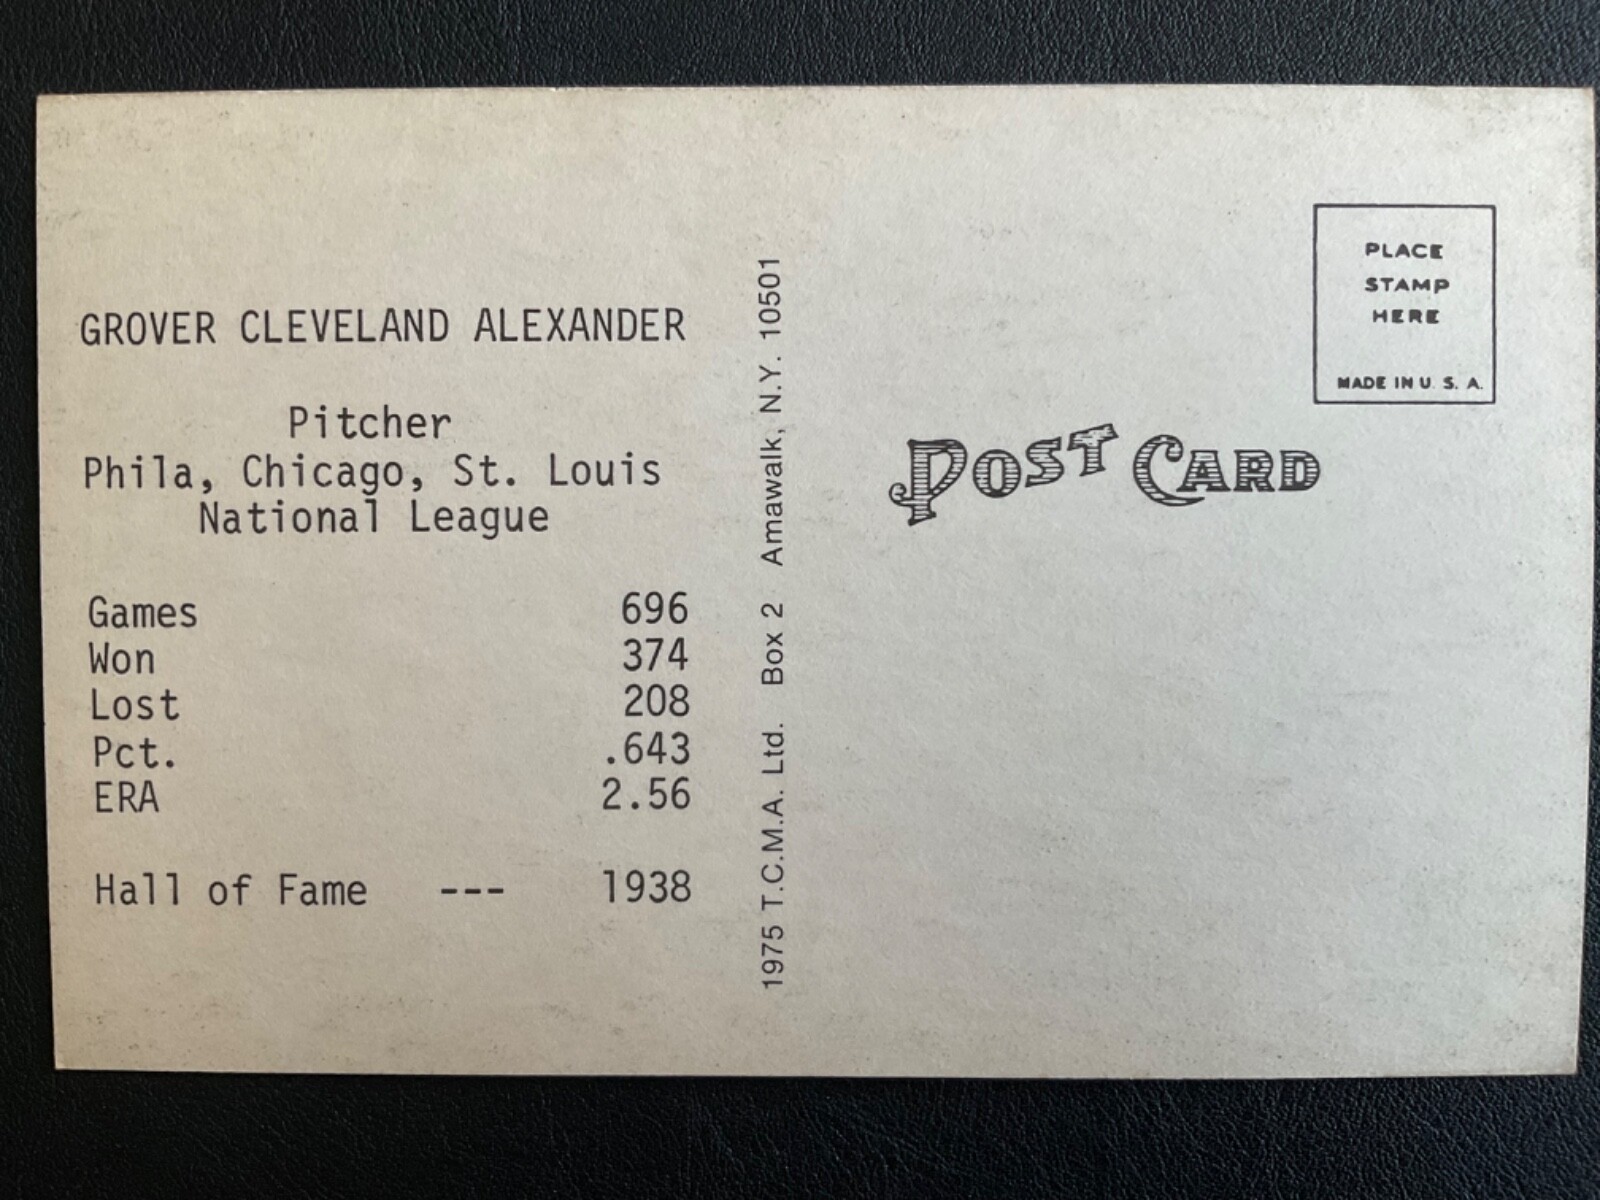 GROVER CLEVELAND ALEXANDER
Pitcher
Phila, Chicago, St. Louis
National League
Games 696
Won 374
Lost 208
Pct. .643
ERA 2.56
Hall of Fame --- 1938
1975 T.C.M.A. Ltd. Box 2 Amawalk, N.Y. 10501
PLACE
STAMP
HERE
MADE IN U. S. A.
POST CARD